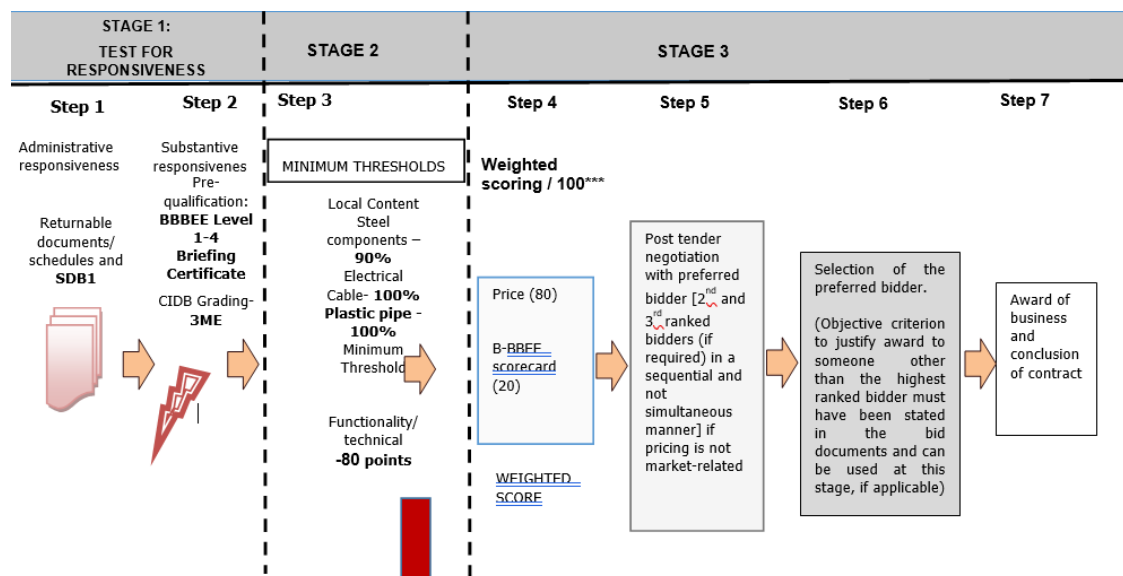 STAGE 1:
TEST FOR
RESPONSIVENESS
STAGE 2
STAGE 3
Step 1
Step 2
Step 3
Step 4
Step 5
Step 6
Step 7
Administrative
responsiveness
Returnable
documents/
schedules and
SDB1
Substantive
responsivenes
Pre-
qualification:
BBBEE Level
1-4
Briefing
Certificate
CIDB Grading-
3ME
MINIMUM THRESHOLDS
Local Content
Steel
components –
90%
Electrical
Cable- 100%
Plastic pipe -
100%
Minimum
Threshold
Functionality/
technical
-80 points
Weighted
scoring / 100***
Price (80)
B-BBEE
scorecard
(20)
WEIGHTED
SCORE
Post tender
negotiation
with preferred
bidder [2nd and
3rd ranked
bidders (if
required) in a
sequential and
not
simultaneous
manner] if
pricing is not
market-related
Selection of the
preferred bidder.
(Objective criterion
to justify award to
someone other
than the highest
ranked bidder must
have been stated
in the bid
documents and can
be used at this
stage, if applicable)
Award of
business
and
conclusion
of contract